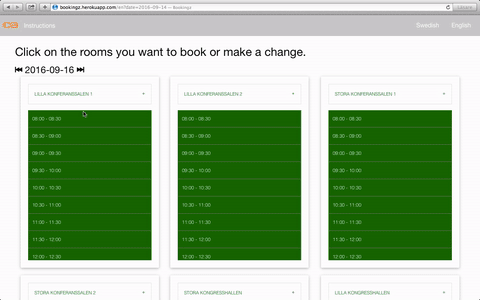 bookingz.herokuapp.com/en?date=2016-09-14 — Bookingz
Instructions
Swedish
English
Click on the rooms you want to book or make a change.
2016-09-16
LILLA KONFERANSSALEN 1
08:00 - 08:30
08:30 - 09:00
09:00 - 09:30
09:30 - 10:00
10:00 - 10:30
10:30 - 11:00
11:00 - 11:30
11:30 - 12:00
12:00 - 12:30
LILLA KONFERANSSALEN 2
08:00 - 08:30
08:30 - 09:00
09:00 - 09:30
09:30 - 10:00
10:00 - 10:30
10:30 - 11:00
11:00 - 11:30
11:30 - 12:00
12:00 - 12:30
STORA KONFERANSSALEN 1
08:00 - 08:30
08:30 - 09:00
09:00 - 09:30
09:30 - 10:00
10:00 - 10:30
10:30 - 11:00
11:00 - 11:30
11:30 - 12:00
12:00 - 12:30
STORA KONFERANSSALEN 2
STORA KONGRESSHALLEN
LILLA KONGRESSHALLEN